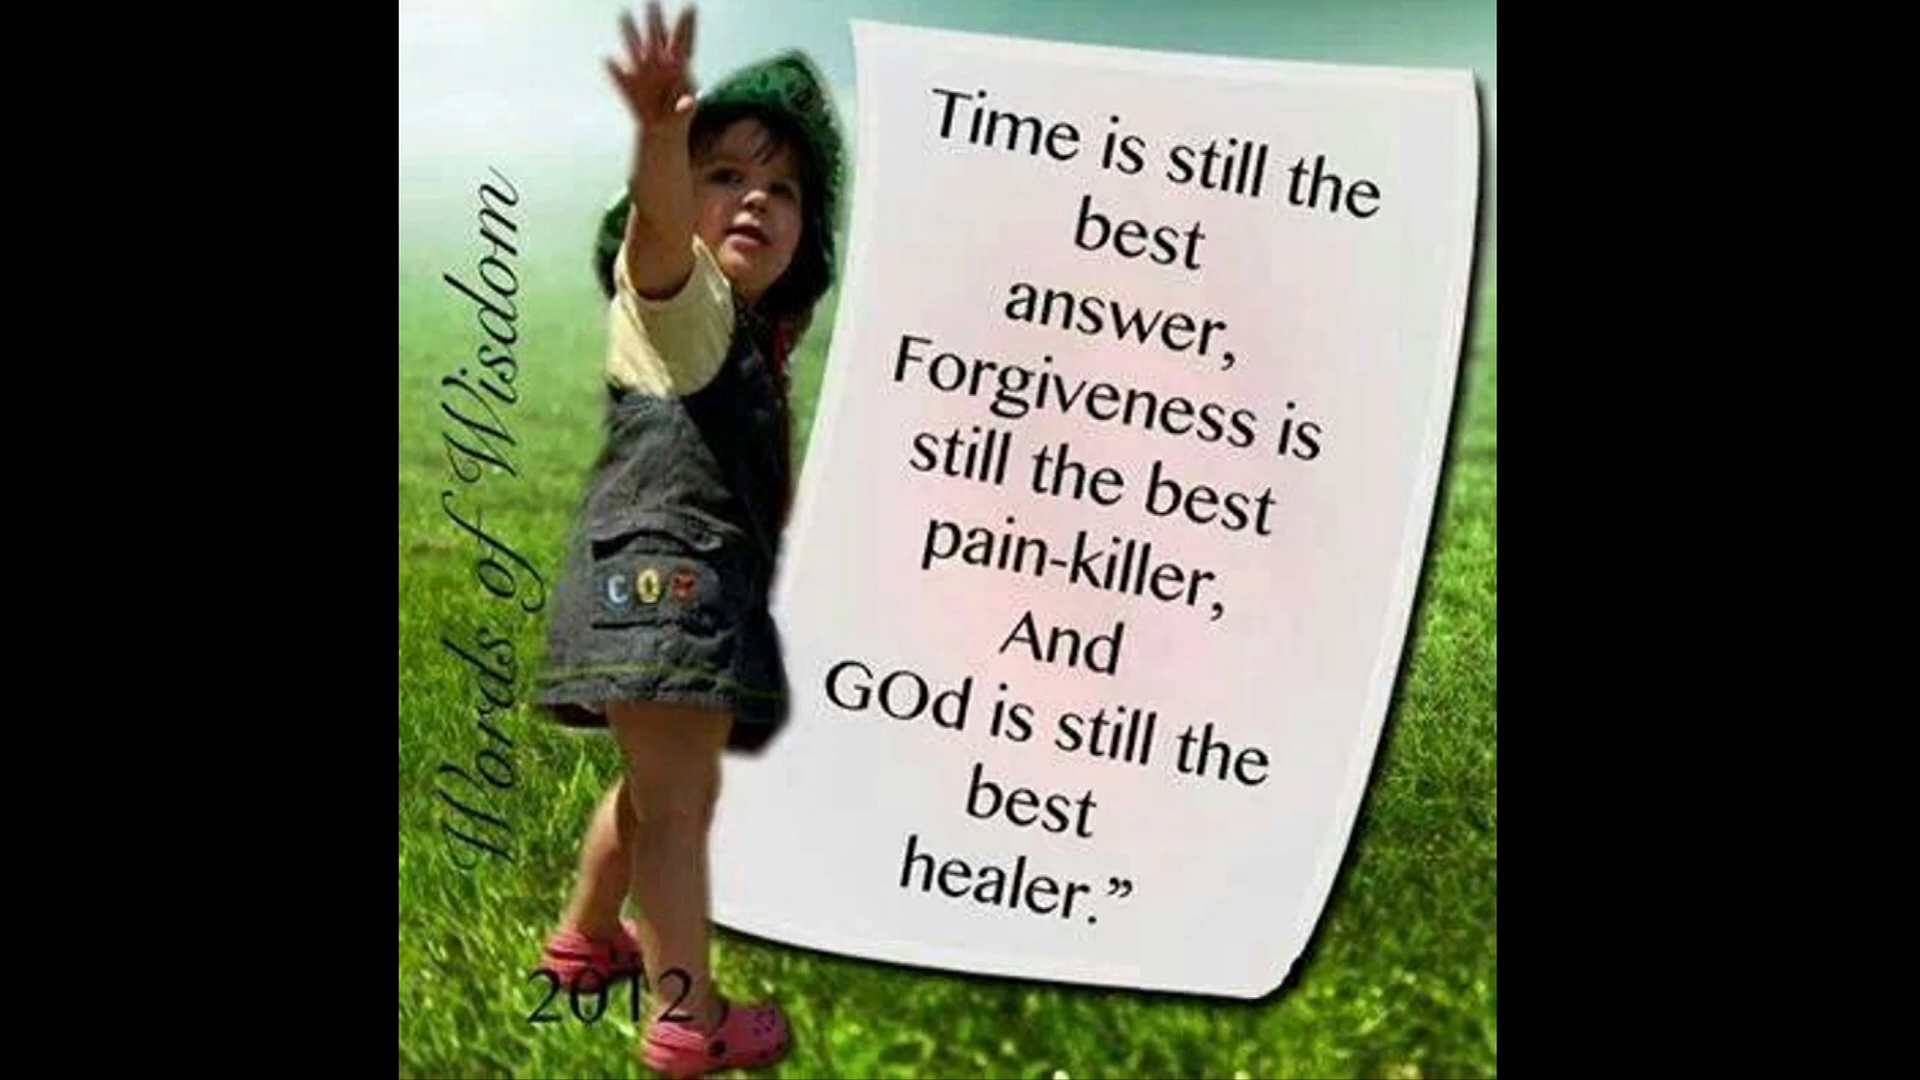 Time is still the
best
answer,
Forgiveness is
still the best
pain-killer,
And
GOd is still the
best
healer.”
Words of Wisdom
2012